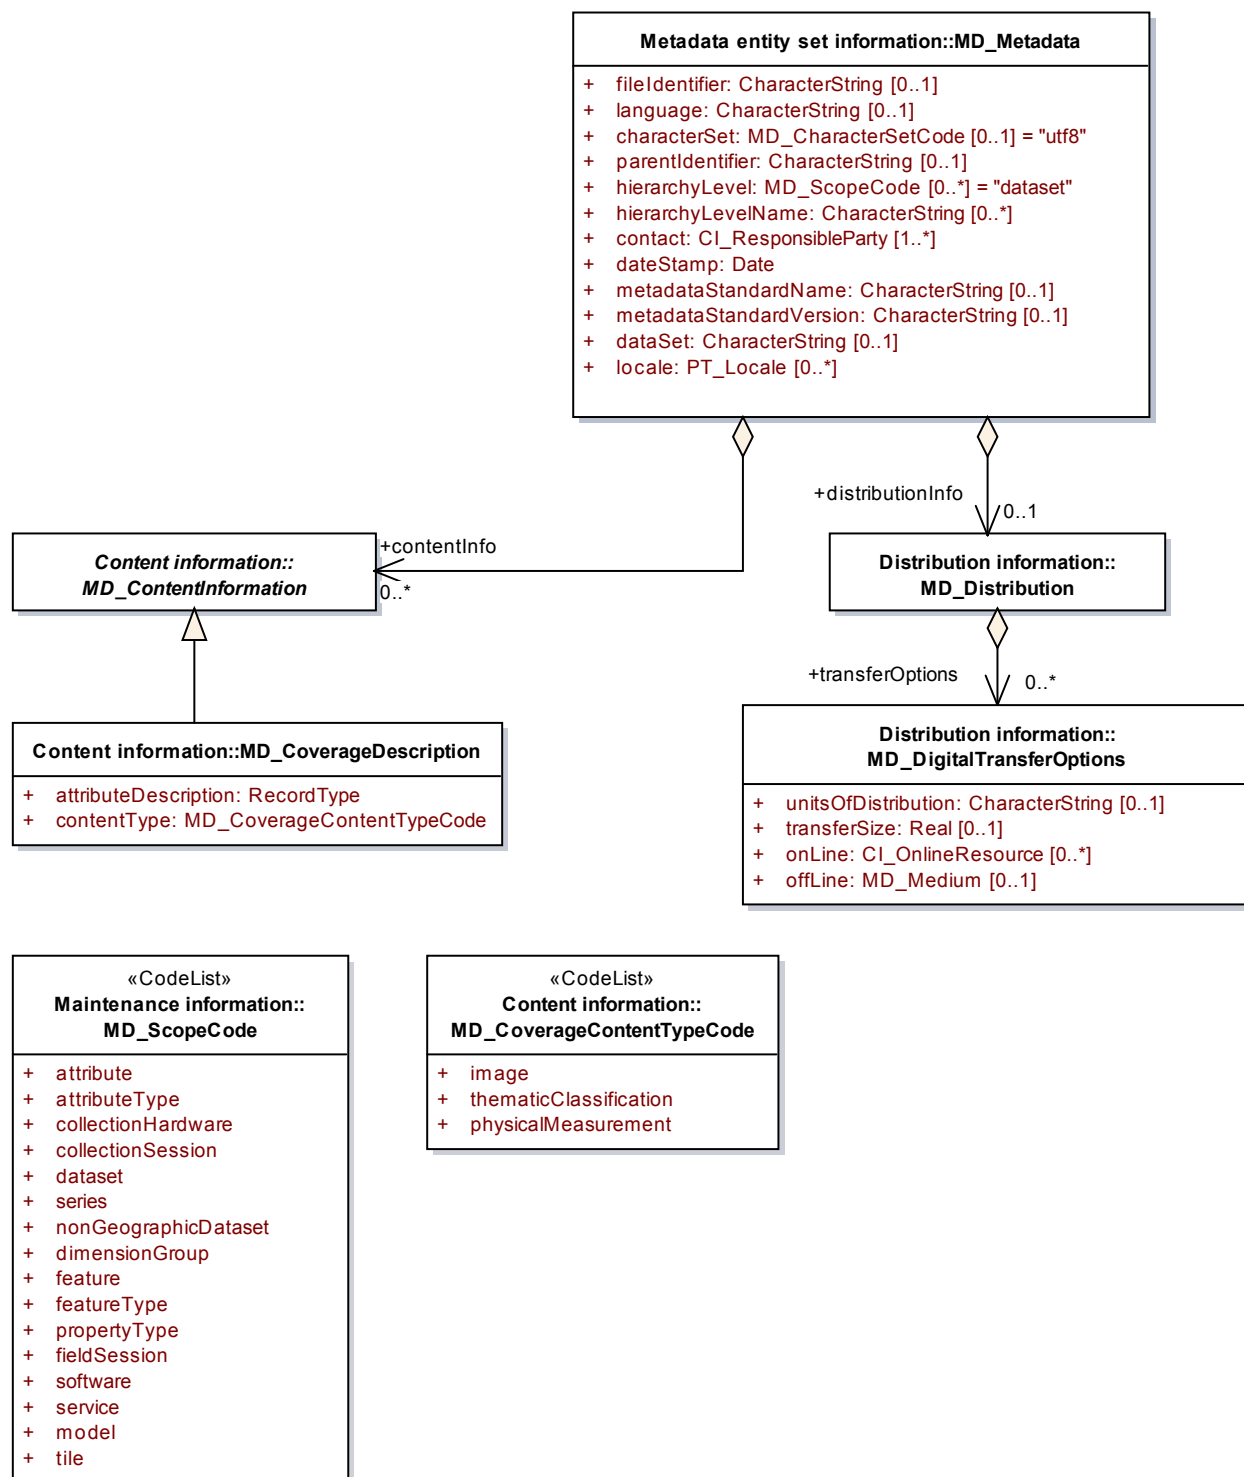 Metadata entity set information::MD_Metadata
+ fileIdentifier: CharacterString [0..1]
+ language: CharacterString [0..1]
+ characterSet: MD_CharacterSetCode [0..1] = "utf8"
+ parentIdentifier: CharacterString [0..1]
+ hierarchyLevel: MD_ScopeCode [0..*] = "dataset"
+ hierarchyLevelName: CharacterString [0..*]
+ contact: CI_ResponsibleParty [1..*]
+ dateStamp: Date
+ metadataStandardName: CharacterString [0..1]
+ metadataStandardVersion: CharacterString [0..1]
+ dataSet: CharacterString [0..1]
+ locale: PT_Locale [0..*]
+distributionInfo
0..1
+contentInfo
0..*
Content information::
MD_ContentInformation
Distribution information::
MD_Distribution
+transferOptions
0..*
Content information::MD_CoverageDescription
+ attributeDescription: RecordType
+ contentType: MD_CoverageContentTypeCode
Distribution information::
MD_DigitalTransferOptions
+ unitsOfDistribution: CharacterString [0..1]
+ transferSize: Real [0..1]
+ onLine: CI_OnlineResource [0..*]
+ offLine: MD_Medium [0..1]
«CodeList»
Maintenance information::
MD_ScopeCode
+ attribute
+ attributeType
+ collectionHardware
+ collectionSession
+ dataset
+ series
+ nonGeographicDataset
+ dimensionGroup
+ feature
+ featureType
+ propertyType
+ fieldSession
+ software
+ service
+ model
+ tile
«CodeList»
Content information::
MD_CoverageContentTypeCode
+ image
+ thematicClassification
+ physicalMeasurement